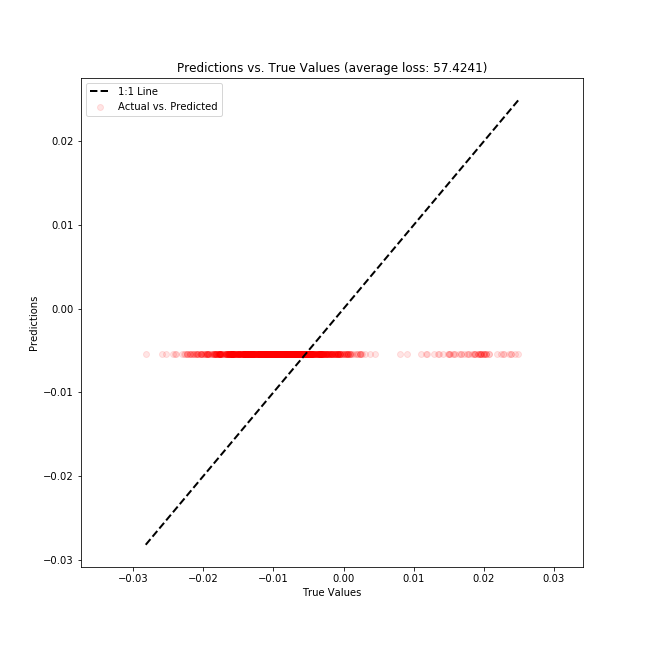 Predictions vs. True Values (average loss: 57.4241)
1:1 Line
Actual vs. Predicted
0.02
0.01
0.00
−0.01
−0.02
−0.03
Predictions
−0.03
−0.02
−0.01
0.00
0.01
0.02
0.03
True Values